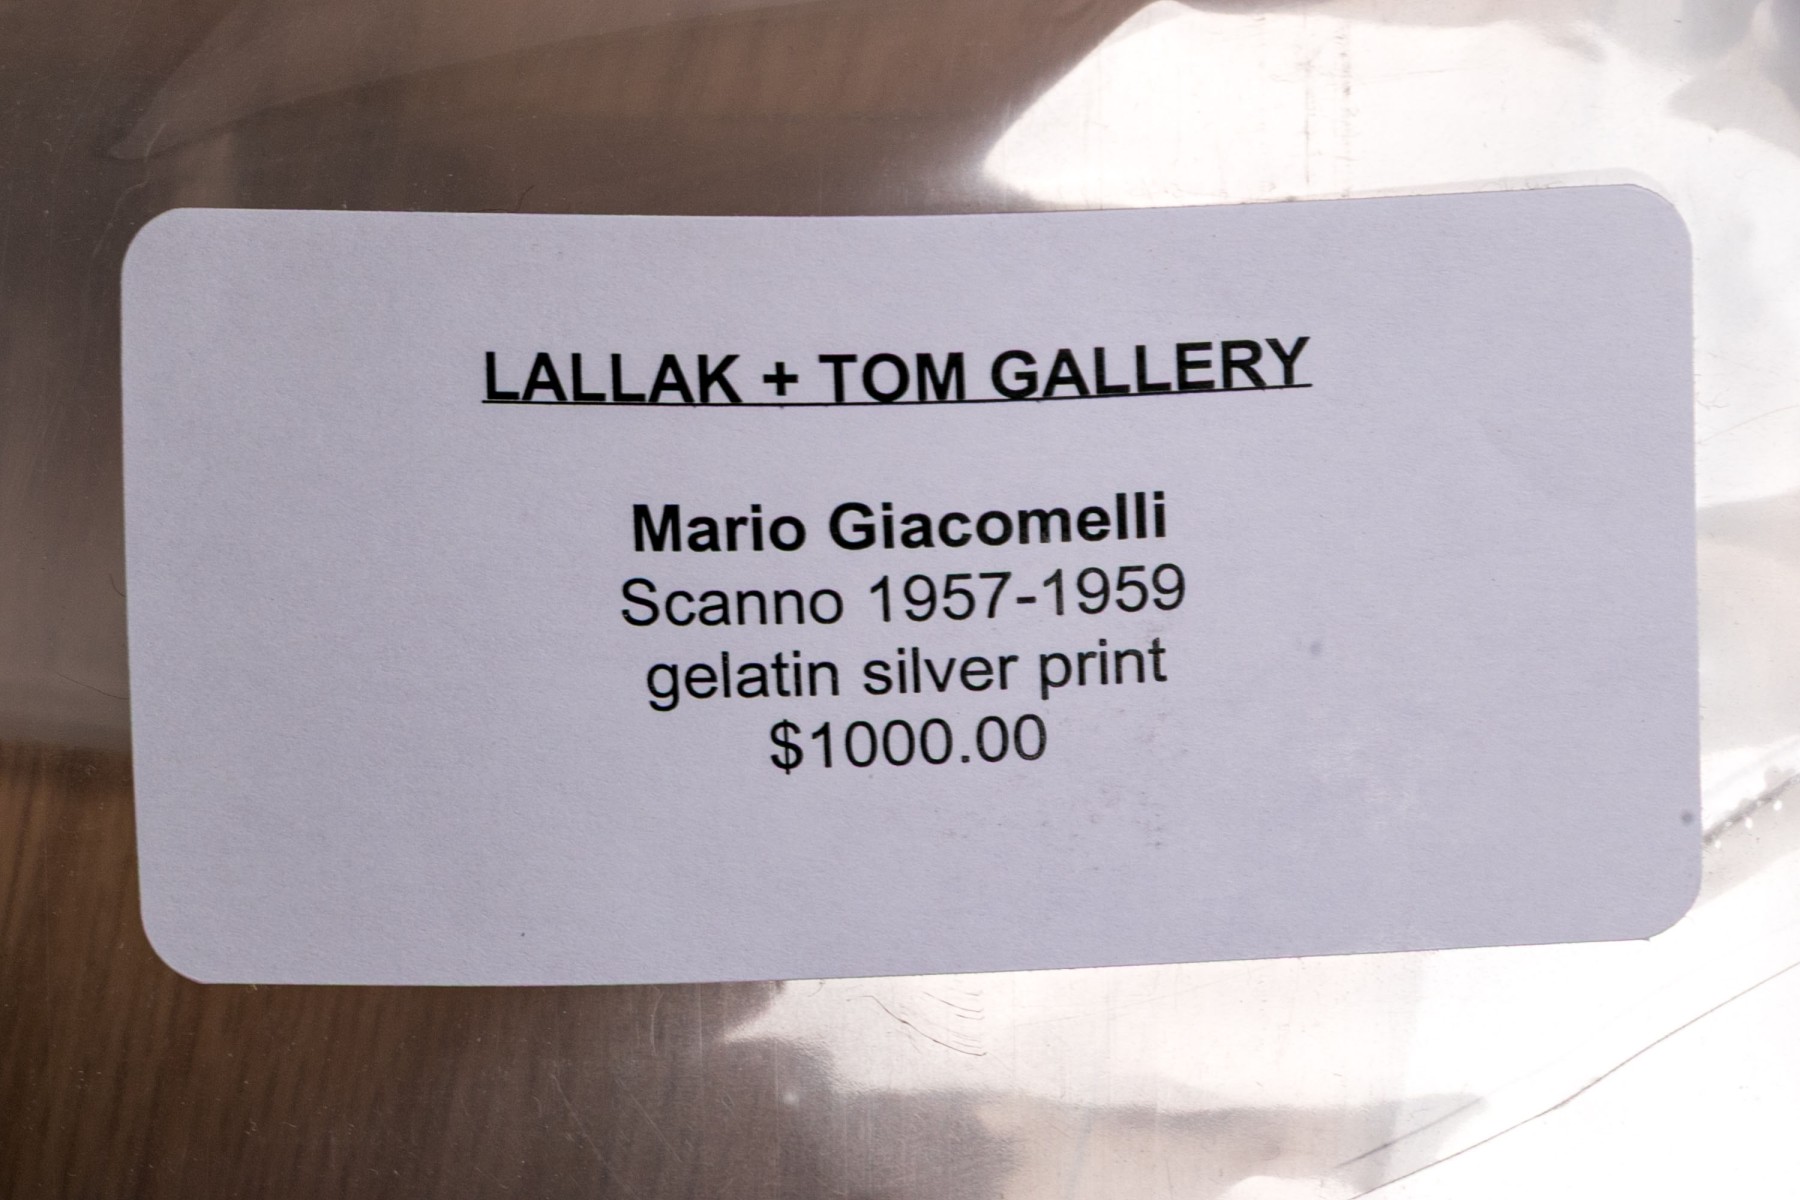 LALLAK + TOM GALLERY
Mario Giacomelli
Scanno 1957-1959
gelatin silver print
$1000.00